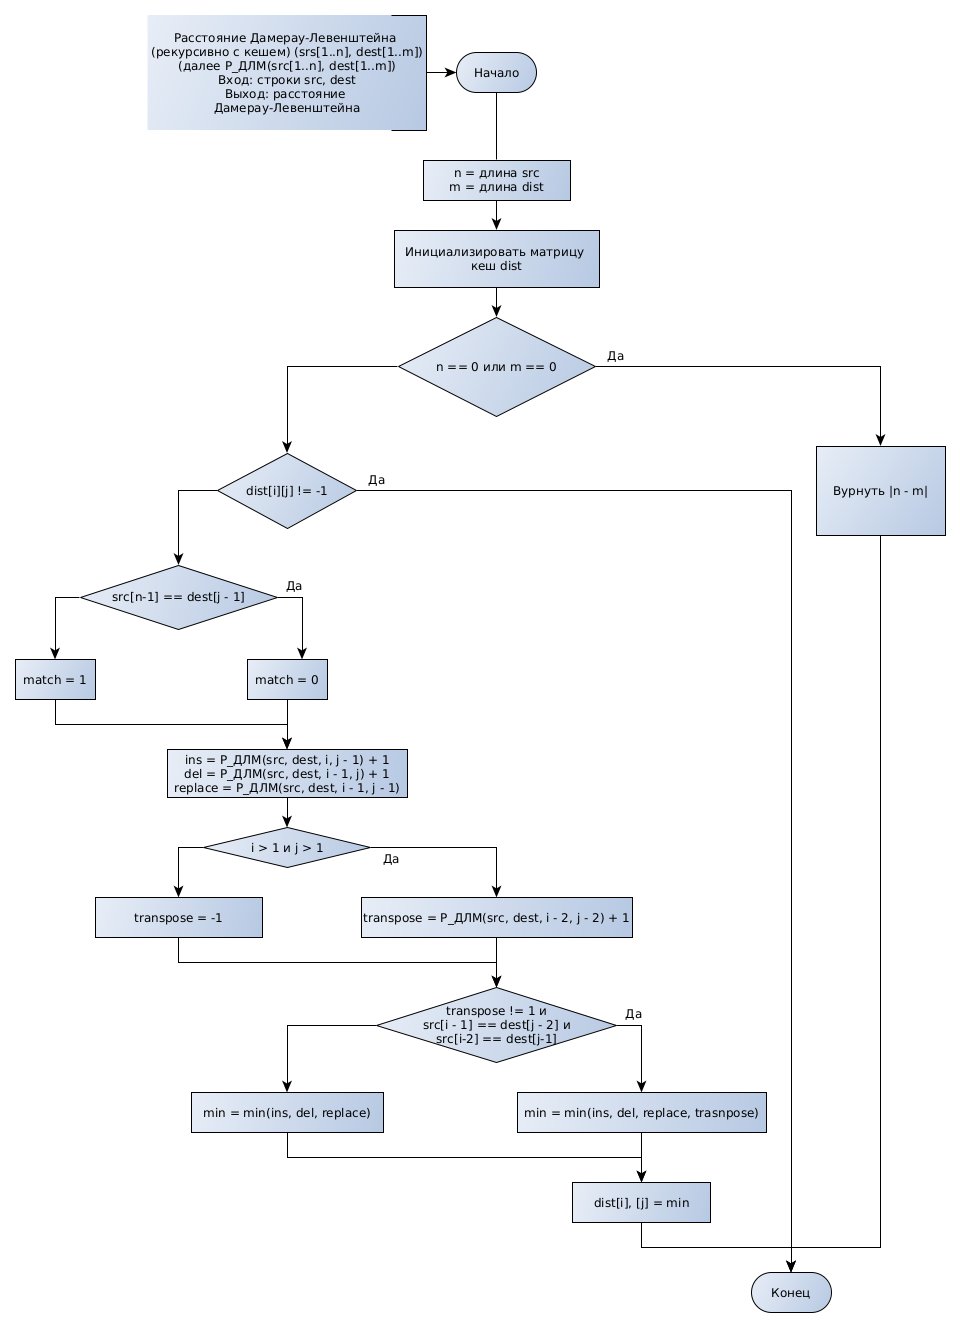 Расстояние Дамерау-Левенштейна
(рекурсивно с кешем) (srs[1..n], dest[1..m])
(далее Р_ДЛМ(src[1..n], dest[1..m])
Вход: строки src, dest
Выход: расстояние
Дамерау-Левенштейна
Начало
n = длина src
m = длина dist
Инициализировать матрицу
кеш dist
n == 0 или m == 0
Да
dist[i][j] != -1
Да
Вурнуть |n - m|
src[n-1] == dest[j - 1]
Да
match = 1
match = 0
ins = Р_ДЛМ(src, dest, i, j - 1) + 1
del = Р_ДЛМ(src, dest, i - 1, j) + 1
replace = Р_ДЛМ(src, dest, i - 1, j - 1)
i > 1 и j > 1
Да
transpose = -1
transpose = Р_ДЛМ(src, dest, i - 2, j - 2) + 1
transpose != 1 и
src[i - 1] == dest[j - 2] и
src[i-2] == dest[j-1]
Да
min = min(ins, del, replace)
min = min(ins, del, replace, trasnpose)
dist[i], [j] = min
Конец